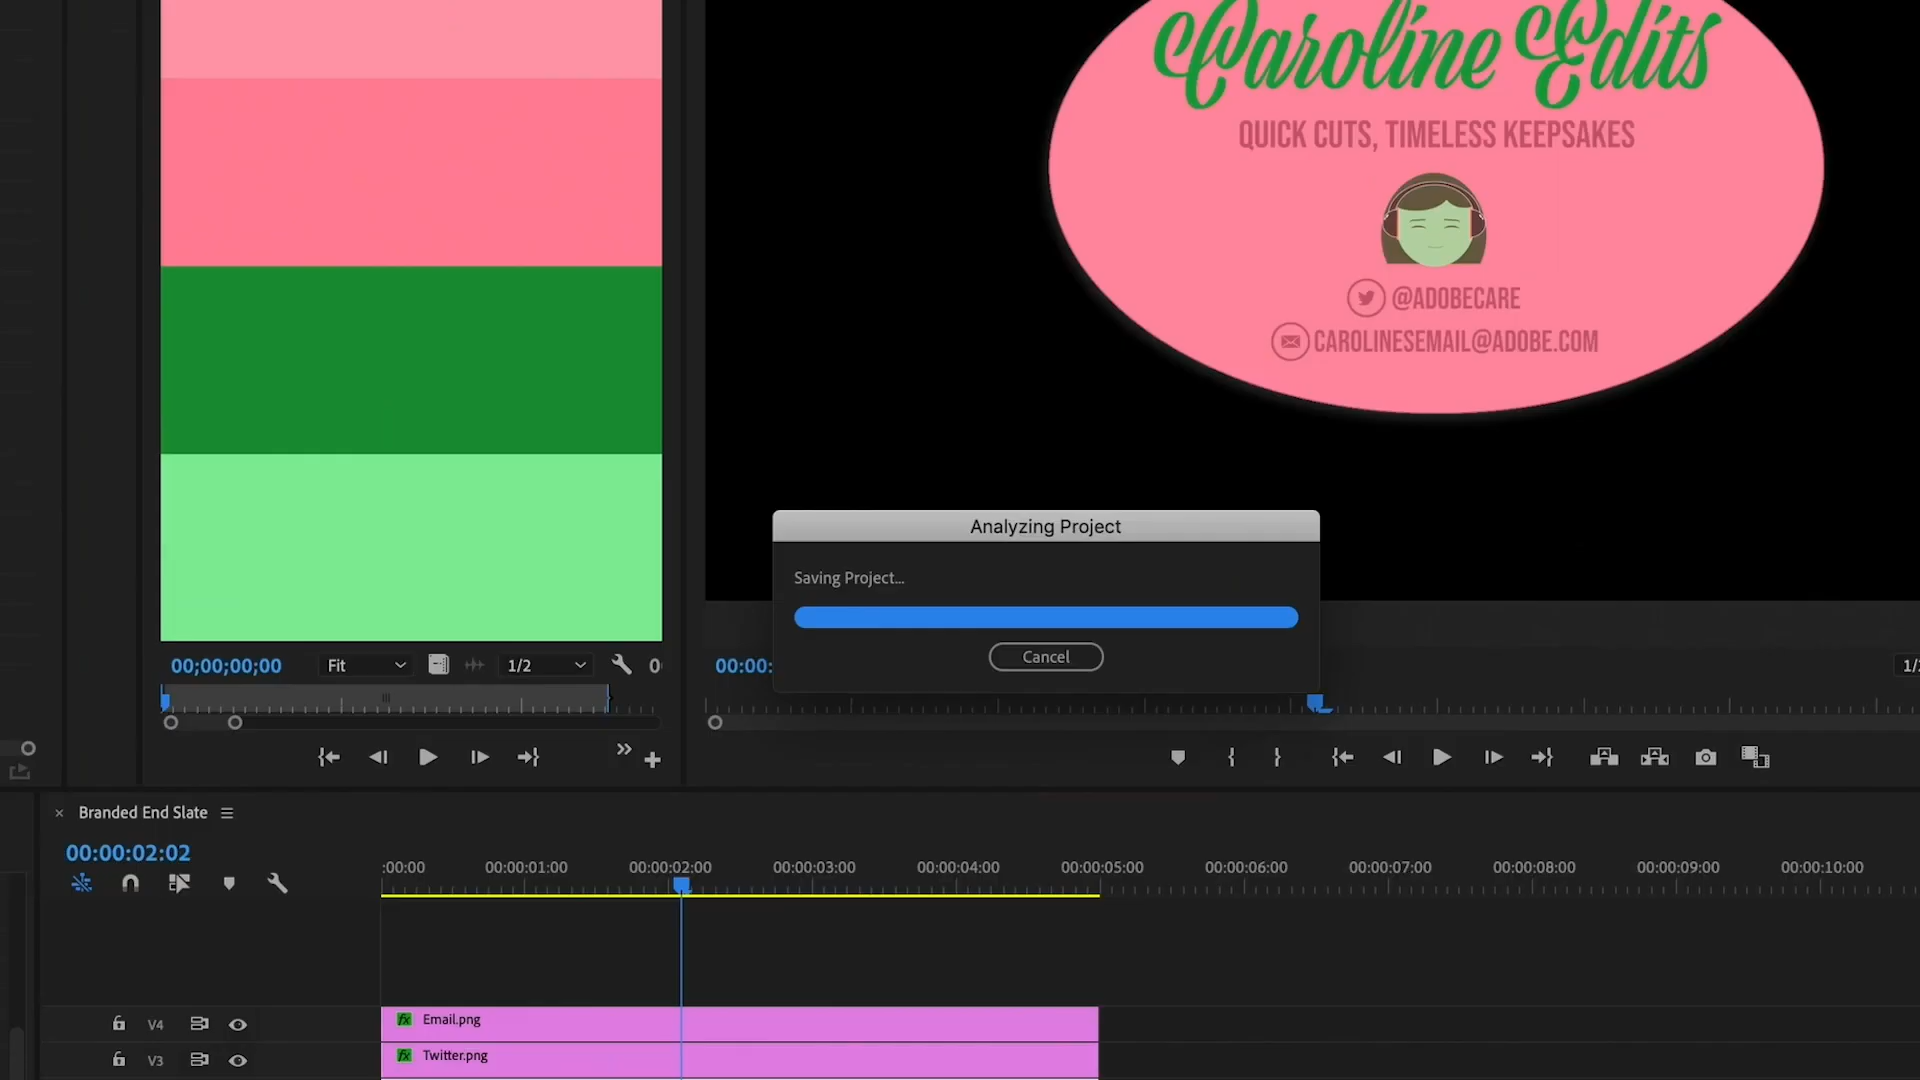 Caroline Edits
QUICK CUTS, TIMELESS KEEPSAKES
@ADOBECARE
CAROLINESEMAIL@ADOBE.COM
Analyzing Project
Saving Project...
Cancel
00;00;00;00
Fit
1/2
00:00:
Branded End Slate
00:00:02:02
:00:00
00:00:01:00
00:00:02:00
00:00:03:00
00:00:04:00
00:00:05:00
00:00:06:00
00:00:07:00
00:00:08:00
00:00:09:00
00:00:10:00
V4
fx Email.png
V3
fx Twitter.png